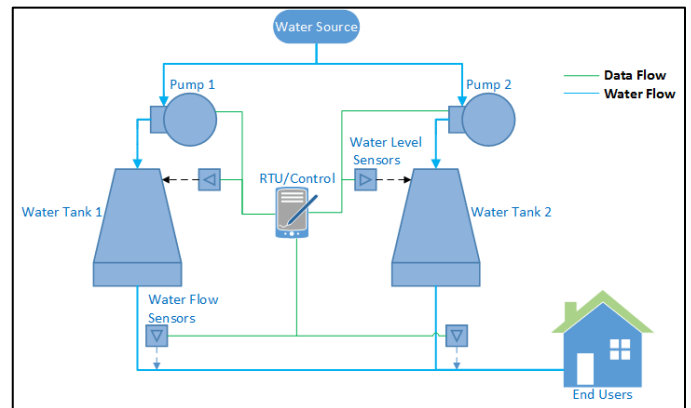 Water Source
Pump 1
Pump 2
Data Flow
Water Flow
Water Level
Sensors
RTU/Control
Water Tank 1
Water Tank 2
Water Flow
Sensors
End Users